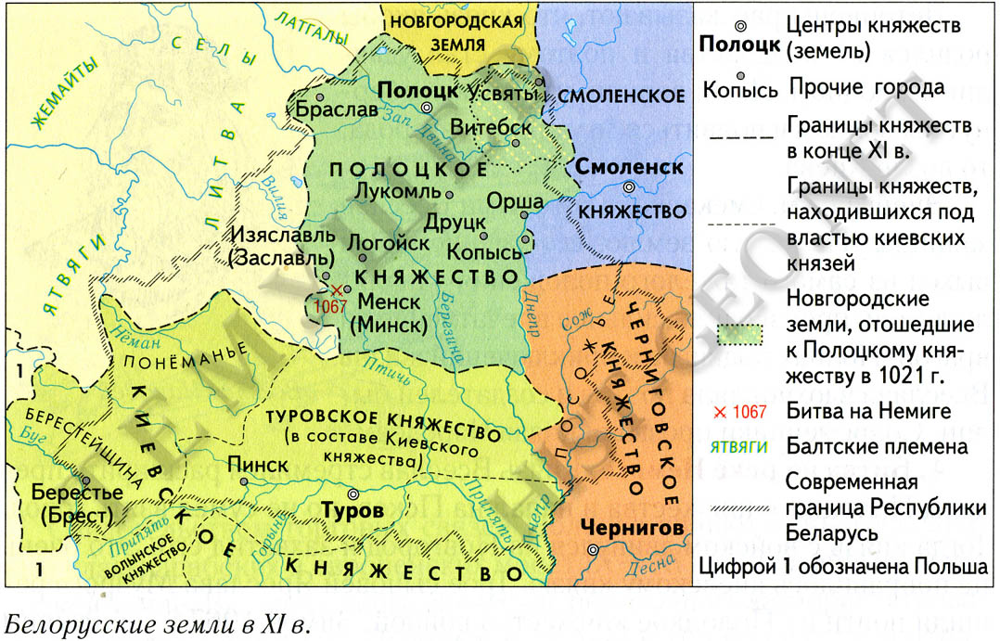 НОВГОРОДСКАЯ
ЗЕМЛЯ
ЛАТГАЛЫ
СЕЛЫ
ЖЕМАЙТЫ
ЛИТВА
ЯТВЯГИ
Браслав
Полоцк
УСВЯТЫ
Зап. Двина
Витебск
СМОЛЕНСКОЕ
КНЯЖЕСТВО
Смоленск
ПОЛОЦКОЕ
КНЯЖЕСТВО
Лукомль
Орша
Друцк
Копысь
Вилия
Изяславль
(Заславль)
Логойск
1067
Менск
(Минск)
Березина
Днепр
Сож
Нёман
ПОНЁМАНЬЕ
Птичь
1
КИЕВСКОЕ КНЯЖЕСТВО
БЕРЕСТЕЙЩИНА
Буг
ТУРОВСКОЕ КНЯЖЕСТВО
(в составе Киевского
княжества)
ПОСОЖЬЕ
ЧЕРНИГОВСКОЕ
КНЯЖЕСТВО
Берестье
(Брест)
Пинск
Туров
Припять
Днепр
Чернигов
Десна
Припять
Горынь
ВОЛЫНСКОЕ
КНЯЖЕСТВО
1
Полоцк
Центры княжеств
(земель)
Копысь
Прочие города
Границы княжеств
в конце XI в.
Границы княжеств,
находившихся под
властью киевских
князей
Новгородские
земли, отошедшие
к Полоцкому кня-
жеству в 1021 г.
1067 Битва на Немиге
ЯТВЯГИ Балтские племена
Современная
граница Республики
Беларусь
Цифрой 1 обозначена Польша
Белорусские земли в XI в.